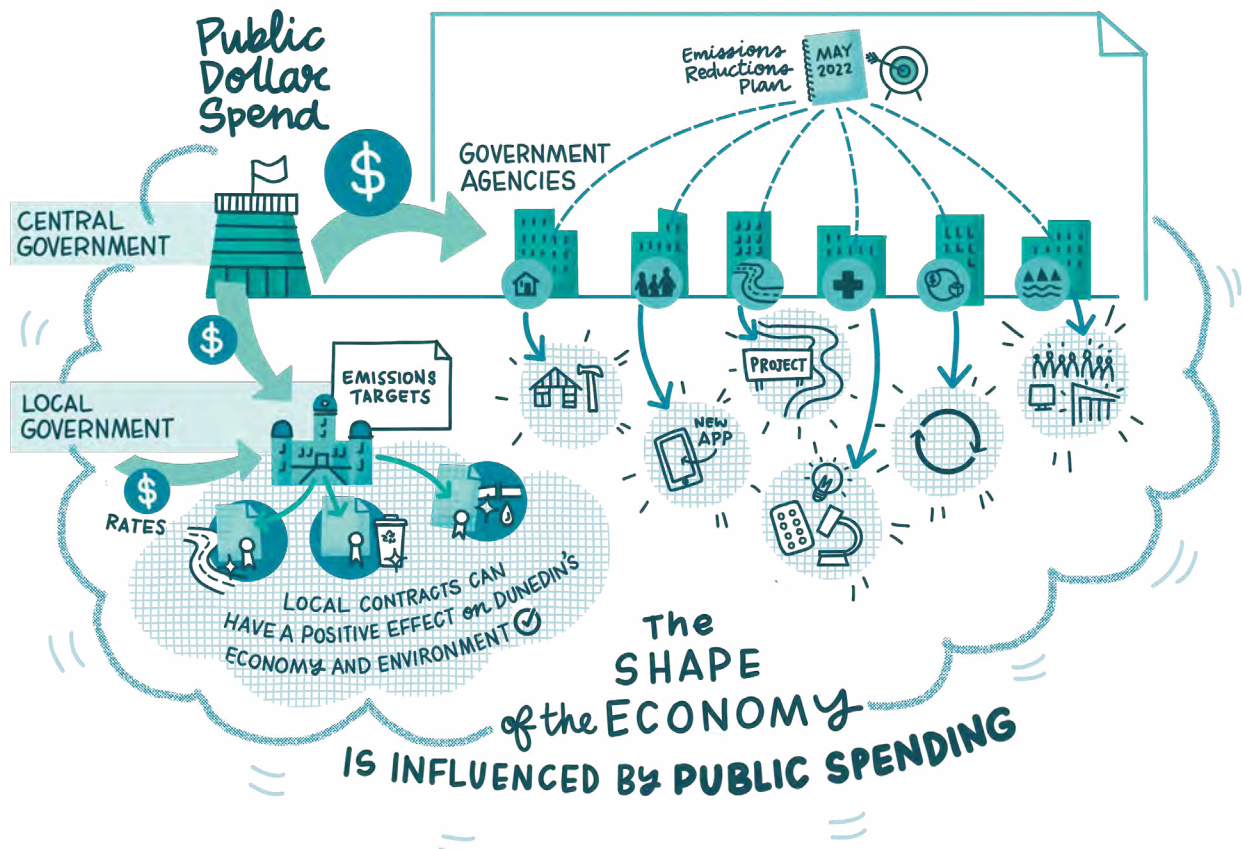 Public
Dollar
Spend
Emissions
Reductions
Plan
MAY
2022
$
GOVERNMENT
AGENCIES
CENTRAL
GOVERNMENT
$
EMISSIONS
TARGETS
PROJECT
LOCAL
GOVERNMENT
NEW
APP
$
RATES
LOCAL CONTRACTS CAN
HAVE A POSITIVE EFFECT on DUNEDIN'S
ECONOMY AND ENVIRONMENT
The
SHAPE
of the ECONOMY
IS INFLUENCED BY PUBLIC SPENDING